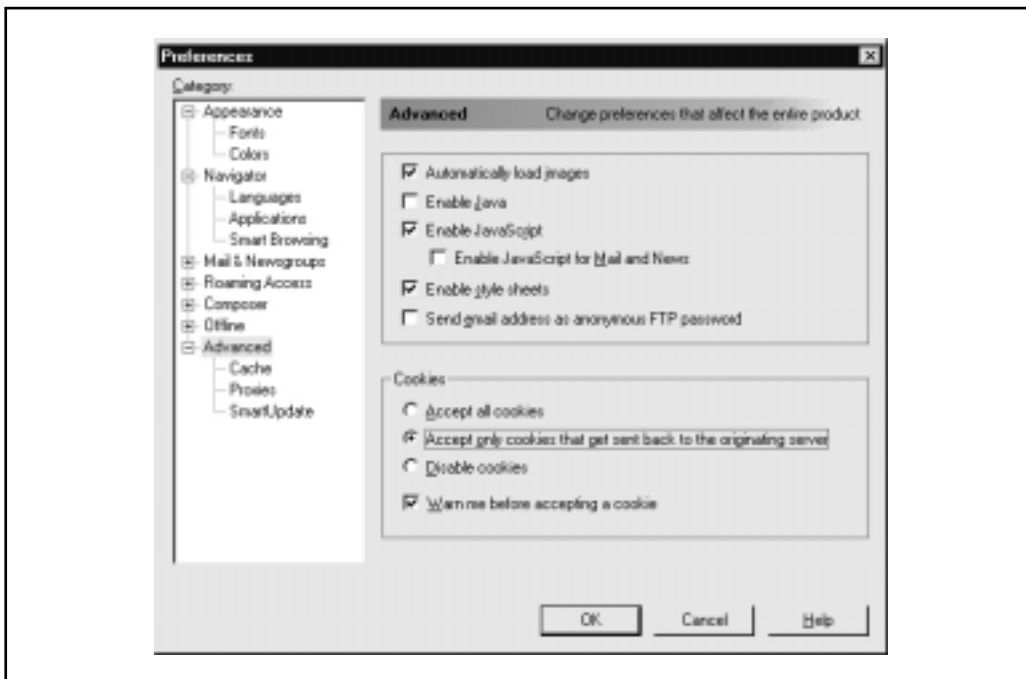 Preferences
Category:
Appearance
Fonts
Colors
Navigator
Languages
Applications
Smart Browsing
Mail & Newsgroups
Roaming Access
Composer
Offline
Advanced
Cache
Proxies
SmartUpdate
Advanced Change preferences that affect the entire product
Automatically load images
Enable Java
Enable JavaScript
Enable JavaScript for Mail and News
Enable style sheets
Send email address as anonymous FTP password
Cookies
Accept all cookies
Accept only cookies that get sent back to the originating server
Disable cookies
Warn me before accepting a cookie
OK Cancel Help